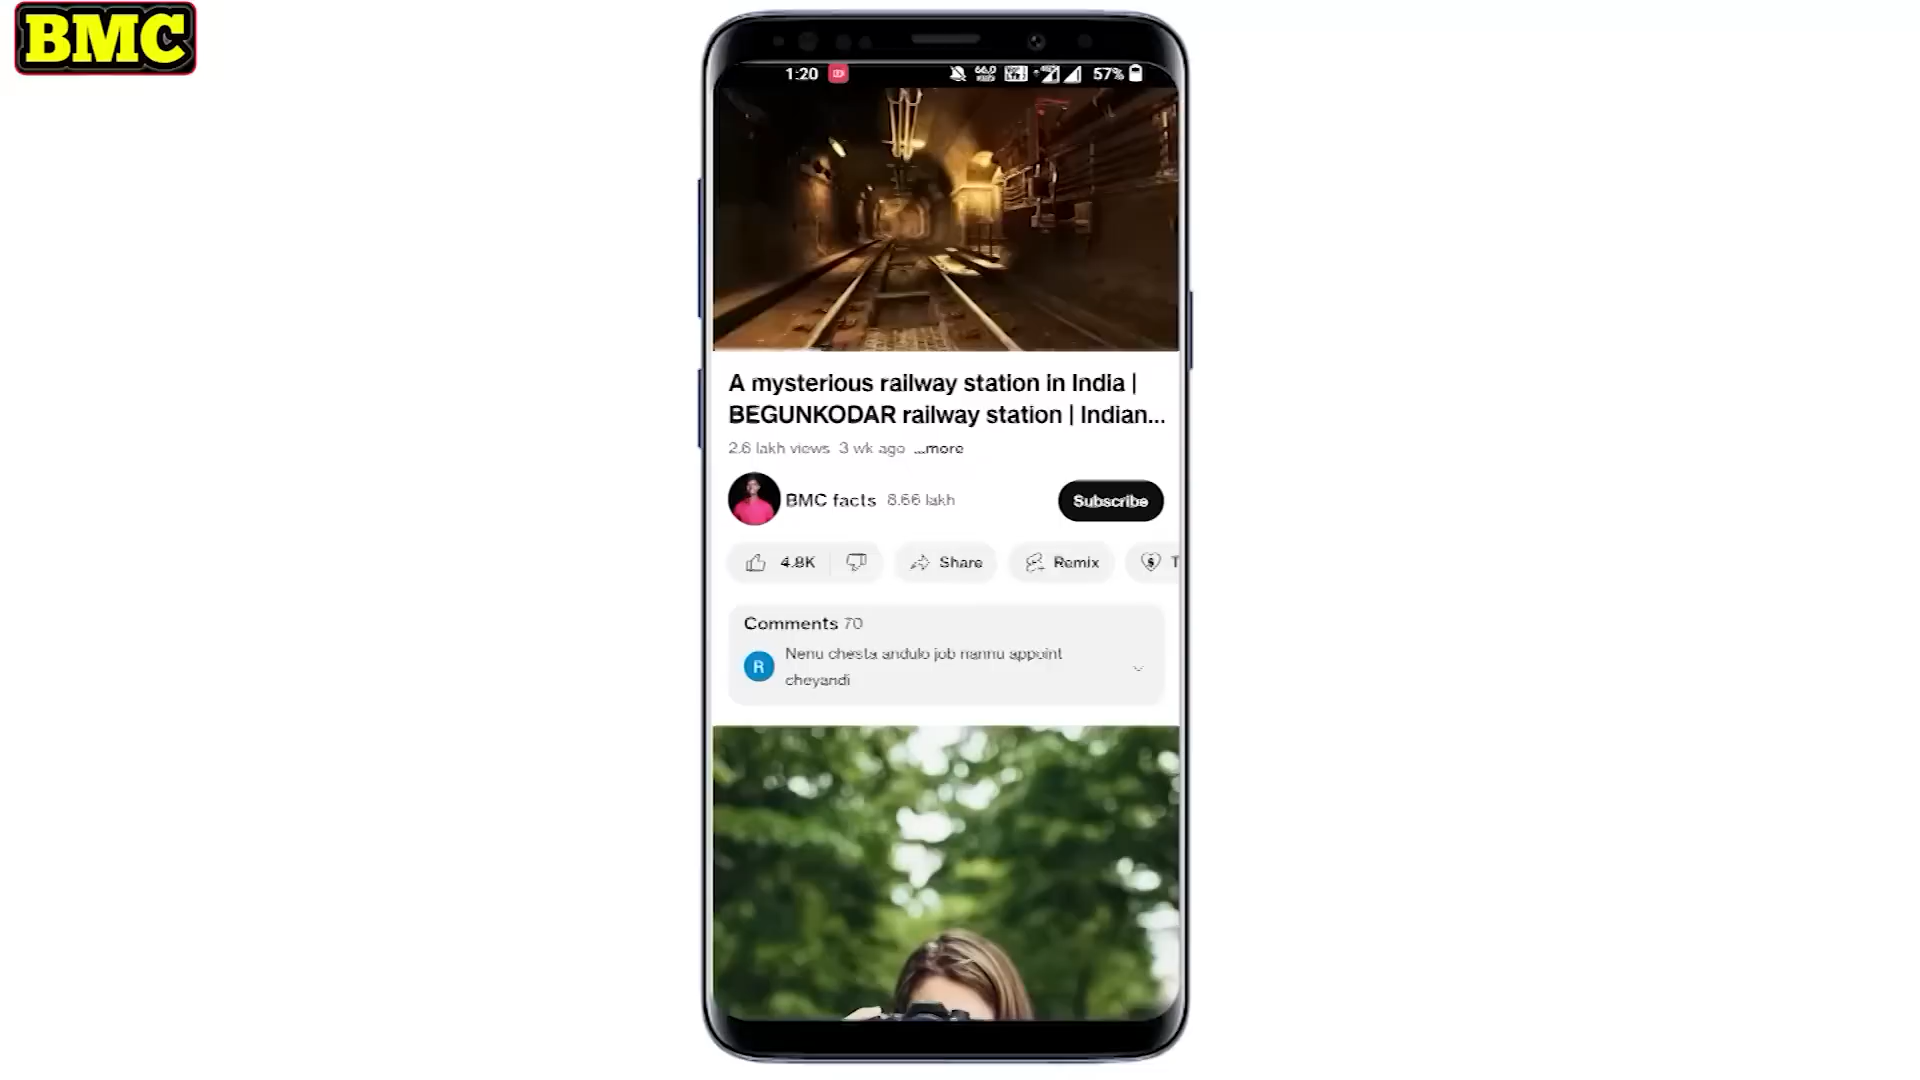 BMC
1:20
57%
A mysterious railway station in India |
BEGUNKODAR railway station | Indian...
2.6 lakh views 3 wk ago ...more
BMC facts 8.66 lakh
Subscribe
4.8K
Share
Remix
T
Comments 70
R
Nenu chesta andulo job nannu appoint
cheyandi